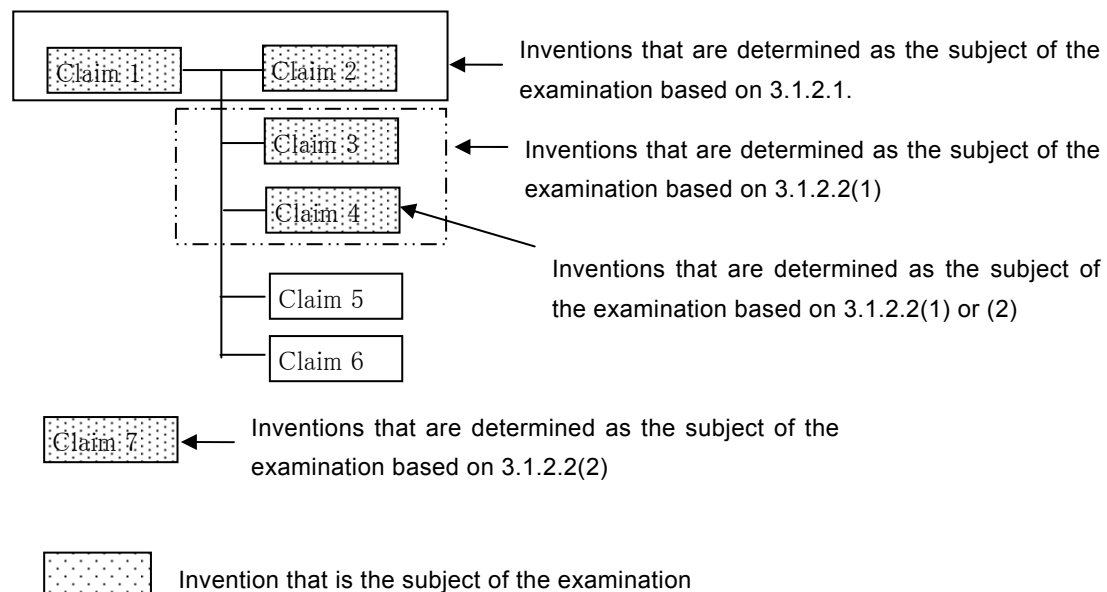 Claim 1
Claim 2
Inventions that are determined as the subject of the
examination based on 3.1.2.1.
Claim 3
Inventions that are determined as the subject of the
examination based on 3.1.2.2(1)
Claim 4
Inventions that are determined as the subject of
the examination based on 3.1.2.2(1) or (2)
Claim 5
Claim 6
Claim 7
Inventions that are determined as the subject of the
examination based on 3.1.2.2(2)
Invention that is the subject of the examination